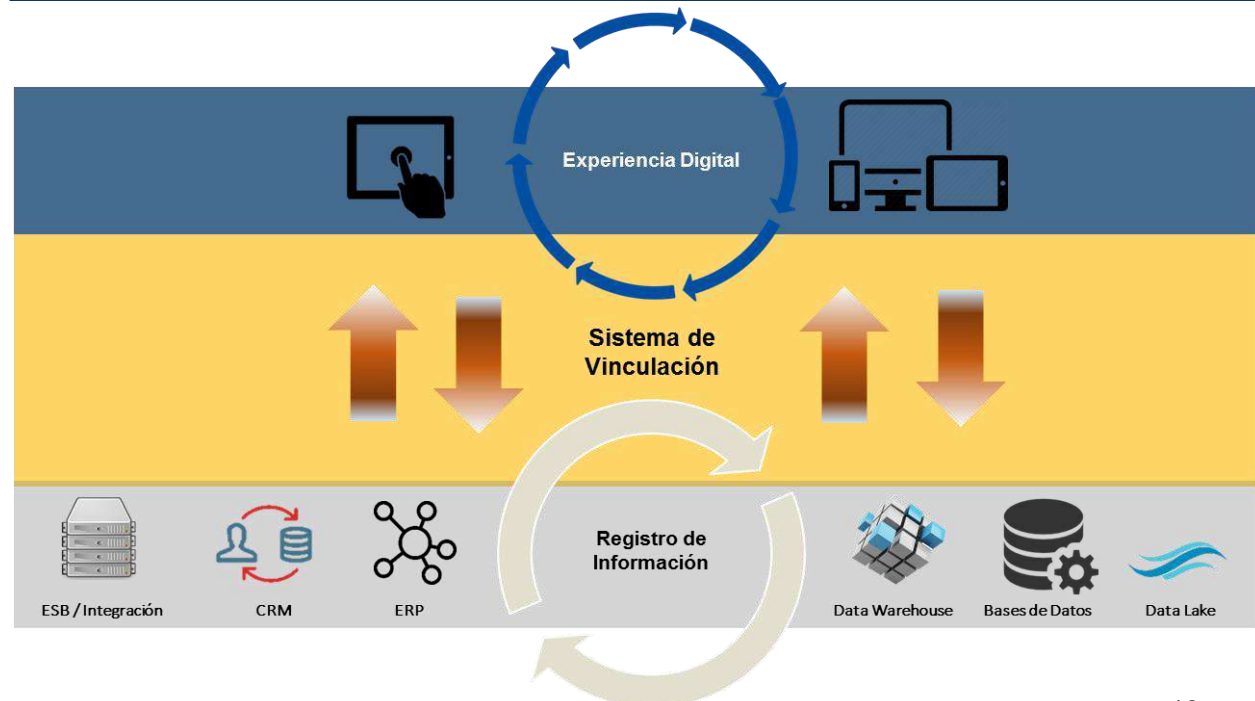 Experiencia Digital
Sistema de
Vinculación
Registro de
Información
ESB / Integración
CRM
ERP
Data Warehouse
Bases de Datos
Data Lake